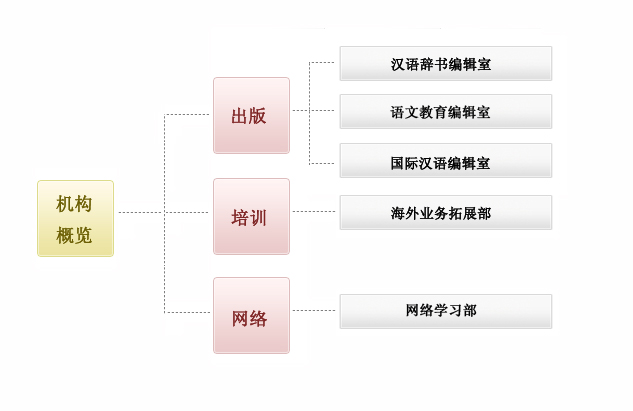 机构
概览
出版
汉语辞书编辑室
语文教育编辑室
国际汉语编辑室
培训
海外业务拓展部
网络
网络学习部